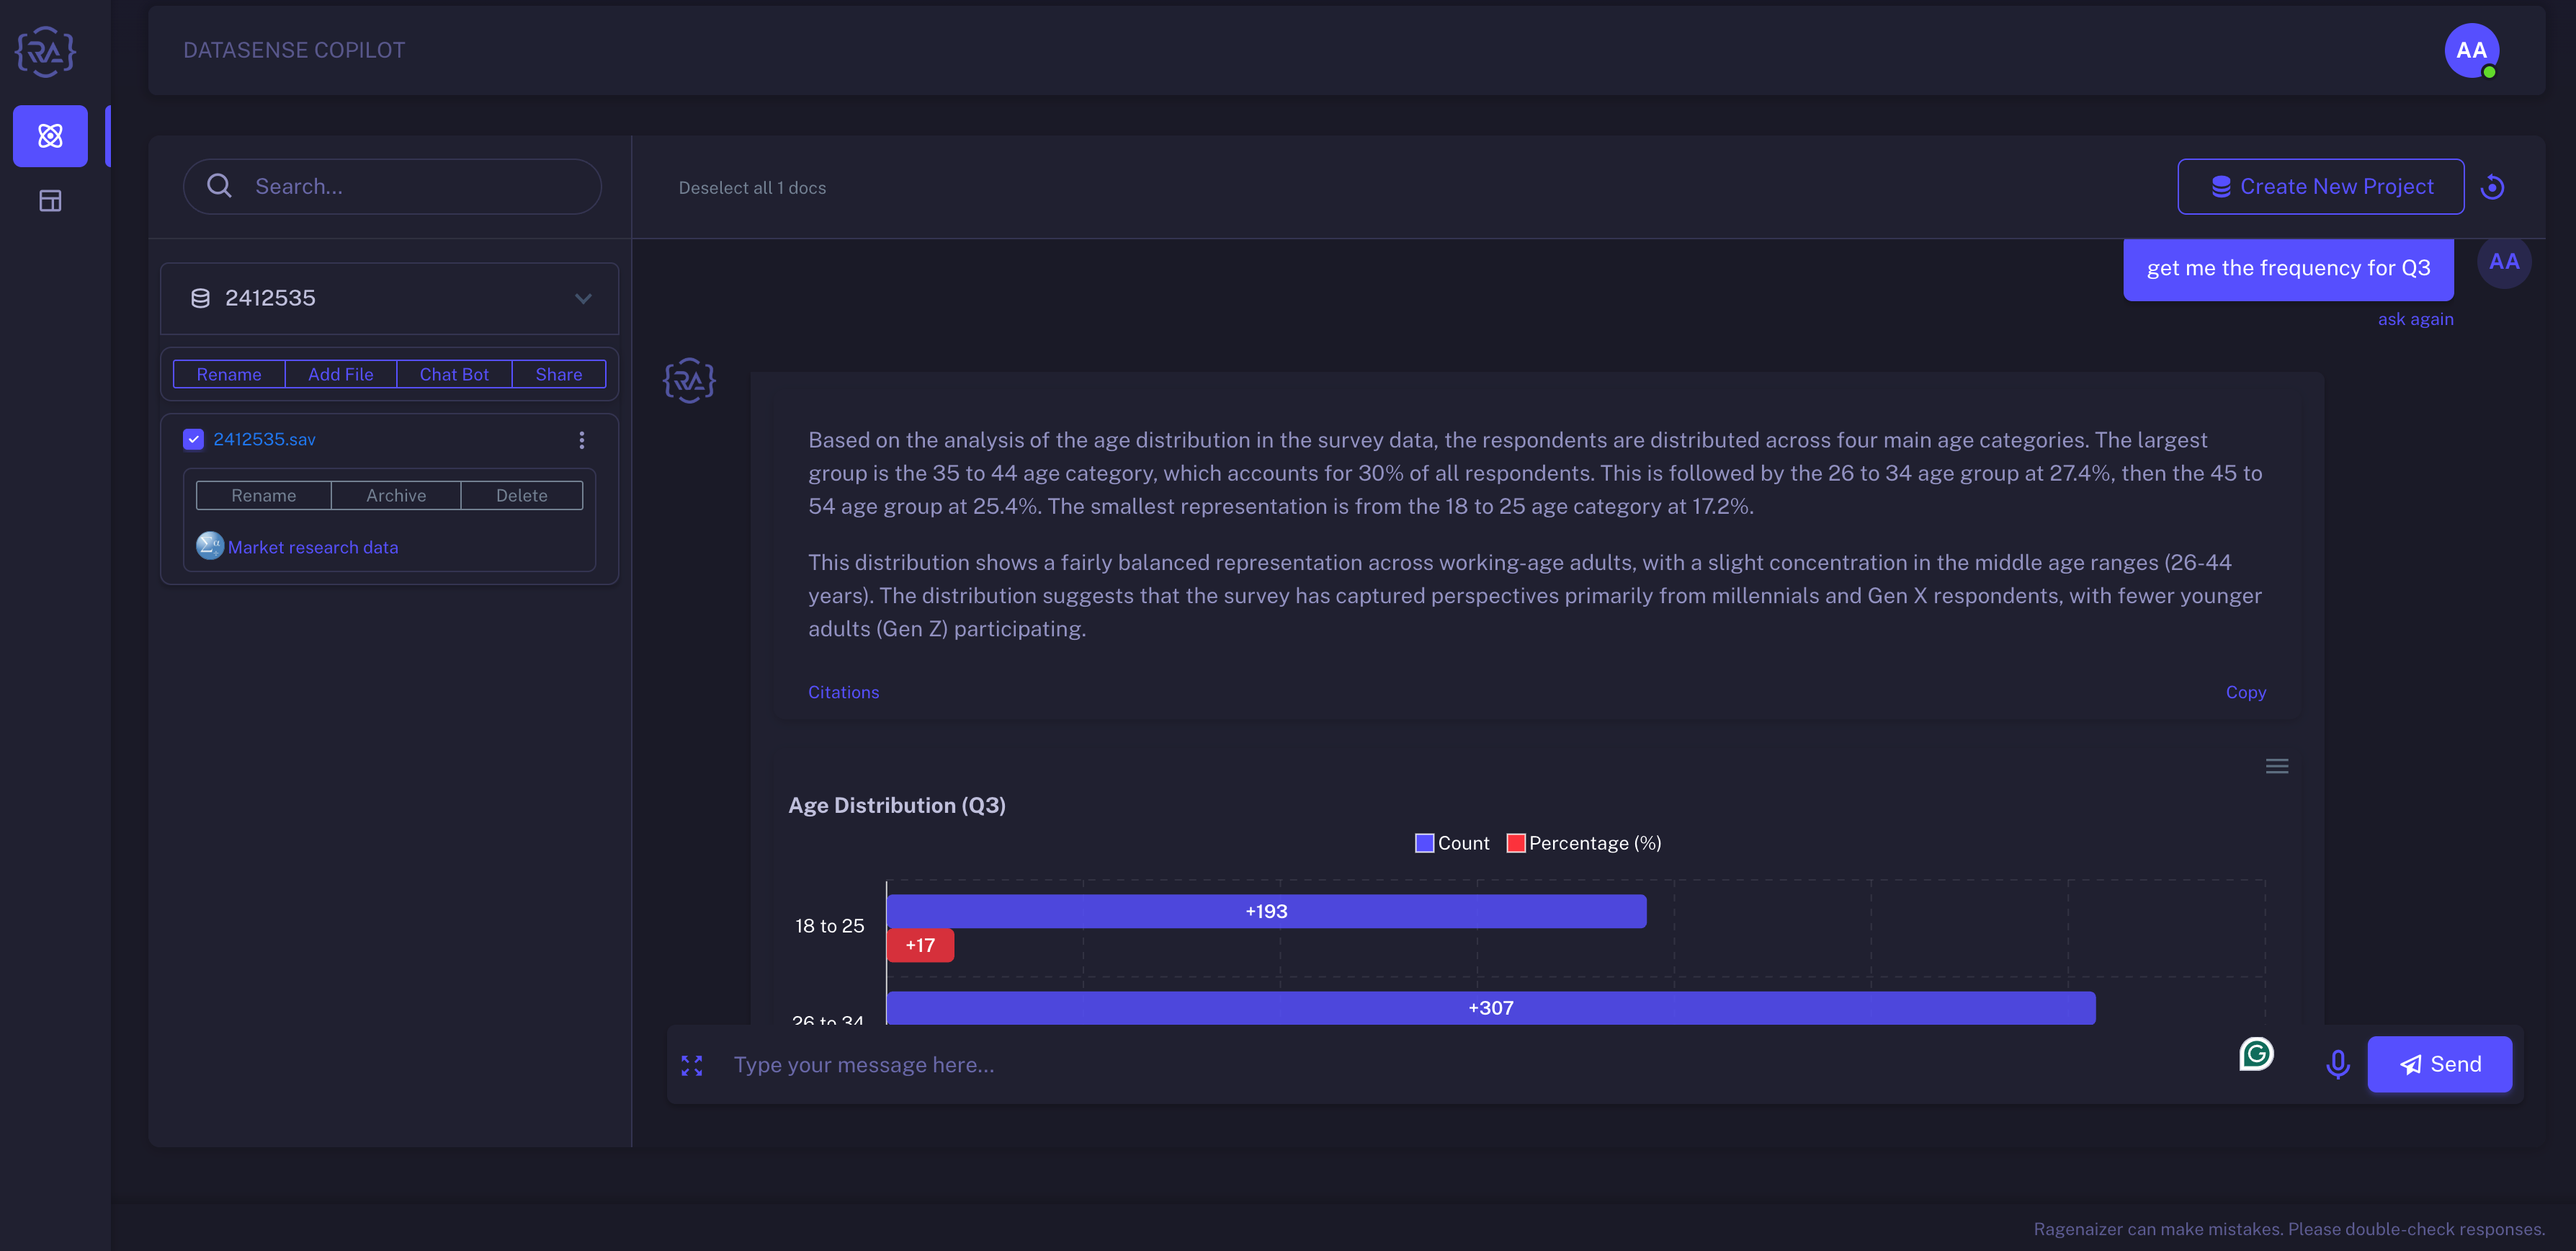 DATASENSE COPILOT
AA
Search...
Deselect all 1 docs
Create New Project
2412535
Rename
Add File
Chat Bot
Share
2412535.sav
Rename
Archive
Delete
Market research data
get me the frequency for Q3
AA
ask again
RA
Based on the analysis of the age distribution in the survey data, the respondents are distributed across four main age categories. The largest
group is the 35 to 44 age category, which accounts for 30% of all respondents. This is followed by the 26 to 34 age group at 27.4%, then the 45 to
54 age group at 25.4%. The smallest representation is from the 18 to 25 age category at 17.2%.
This distribution shows a fairly balanced representation across working-age adults, with a slight concentration in the middle age ranges (26-44
years). The distribution suggests that the survey has captured perspectives primarily from millennials and Gen X respondents, with fewer younger
adults (Gen Z) participating.
Citations
Copy
Age Distribution (Q3)
Count
Percentage (%)
18 to 25
+193
+17
26 to 34
+307
Type your message here...
Send
Ragenaizer can make mistakes. Please double-check responses.